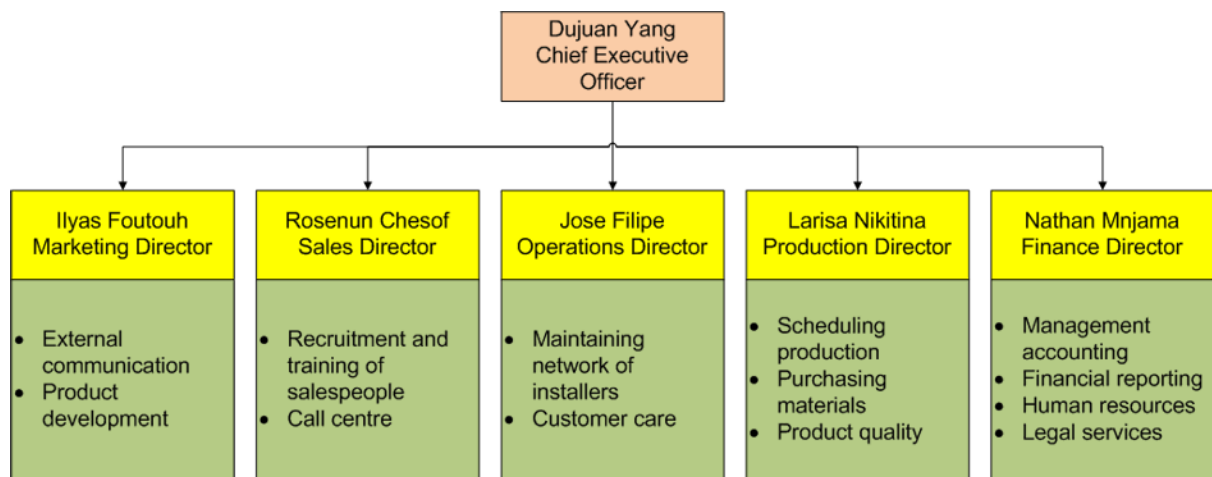 Dujuan Yang
Chief Executive
Officer
Ilyas Foutouh
Marketing Director
Rosenun Chesof
Sales Director
Jose Filipe
Operations Director
Larisa Nikitina
Production Director
Nathan Mnjama
Finance Director
• External
communication
• Product
development
• Recruitment and
training of
salespeople
• Call centre
• Maintaining
network of
installers
• Customer care
• Scheduling
production
• Purchasing
materials
• Product quality
• Management
accounting
• Financial reporting
• Human resources
• Legal services